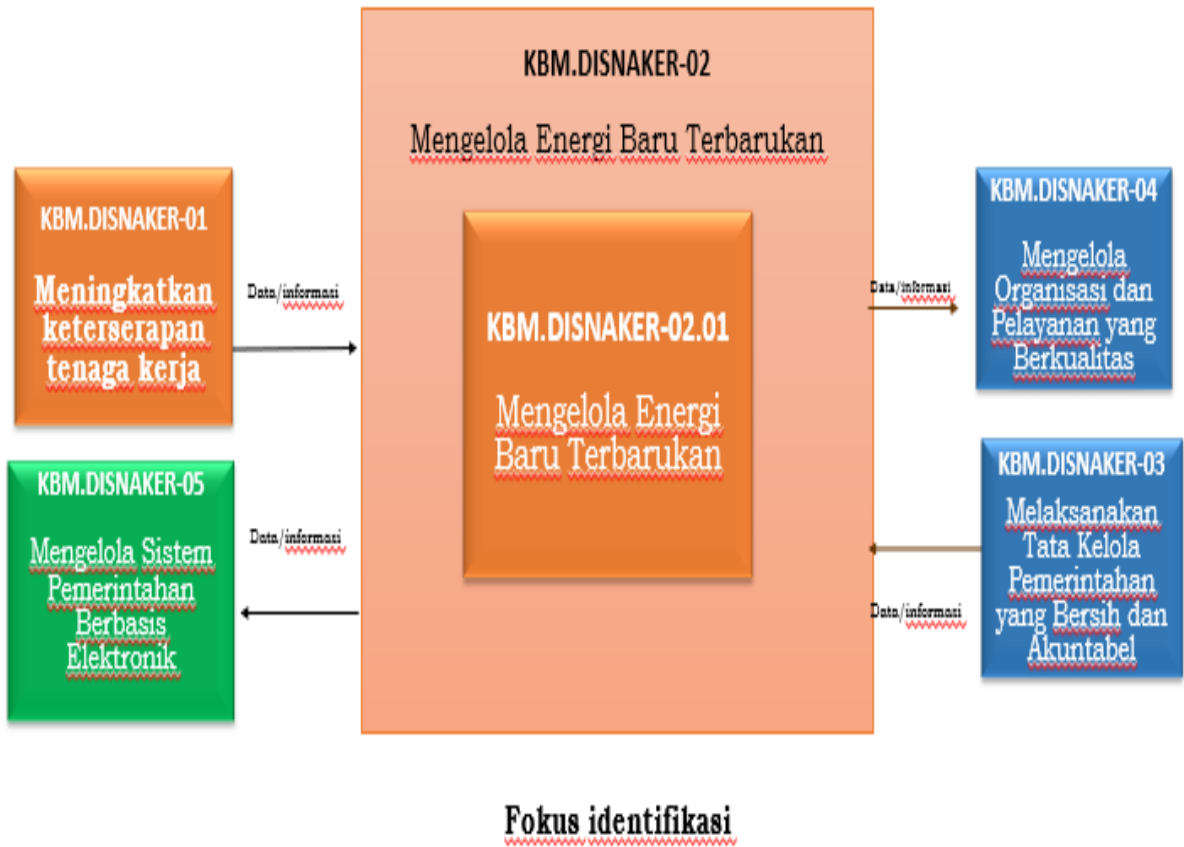 KBM.DISNAKER-02
Mengelola Energi Baru Terbarukan
KBM.DISNAKER-01
Meningkatkan
keterserapan
tenaga kerja
Data/informasi
KBM.DISNAKER-02.01
Mengelola Energi
Baru Terbarukan
Data/informasi
KBM.DISNAKER-04
Mengelola
Organisasi dan
Pelayanan yang
Berkualitas
KBM.DISNAKER-05
Mengelola Sistem
Pemerintahan
Berbasis
Elektronik
Data/informasi
KBM.DISNAKER-03
Melaksanakan
Tata Kelola
Pemerintahan
yang Bersih dan
Akuntabel
Data/informasi
Fokus identifikasi